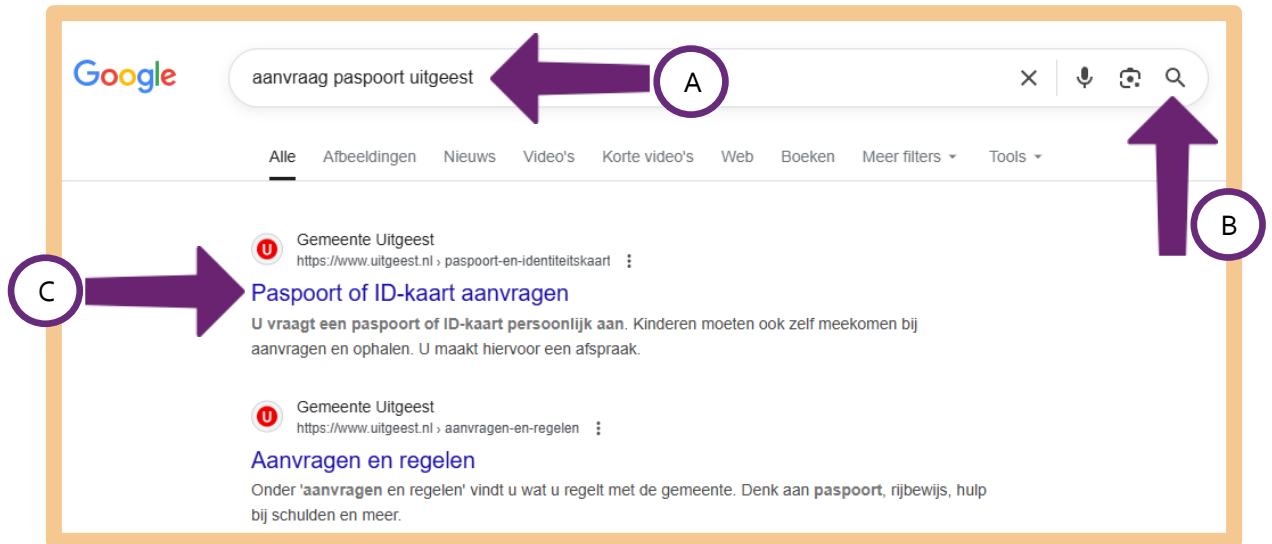 Google
aanvraag paspoort uitgeest
A
Alle Afbeeldingen Nieuws Video's Korte video's Web Boeken Meer filters Tools
B
U
Gemeente Uitgeest
https://www.uitgeest.nl › paspoort-en-identiteitskaart
C
Paspoort of ID-kaart aanvragen
U vraagt een paspoort of ID-kaart persoonlijk aan. Kinderen moeten ook zelf meekomen bij
aanvragen en ophalen. U maakt hiervoor een afspraak.
U
Gemeente Uitgeest
https://www.uitgeest.nl › aanvragen-en-regelen
Aanvragen en regelen
Onder 'aanvragen en regelen' vindt u wat u regelt met de gemeente. Denk aan paspoort, rijbewijs, hulp
bij schulden en meer.